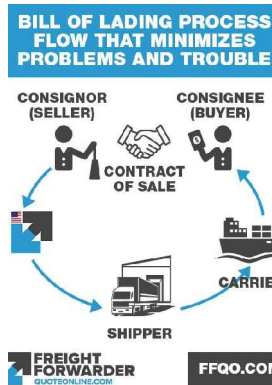 BILL OF LADING PROCESS
FLOW THAT MINIMIZES
PROBLEMS AND TROUBLE
CONSIGNOR
(SELLER)
CONSIGNEE
(BUYER)
CONTRACT
OF SALE
CARRIE
SHIPPER
FREIGHT
FORWARDER
QUOTEONLINE.COM
FFQO.COM